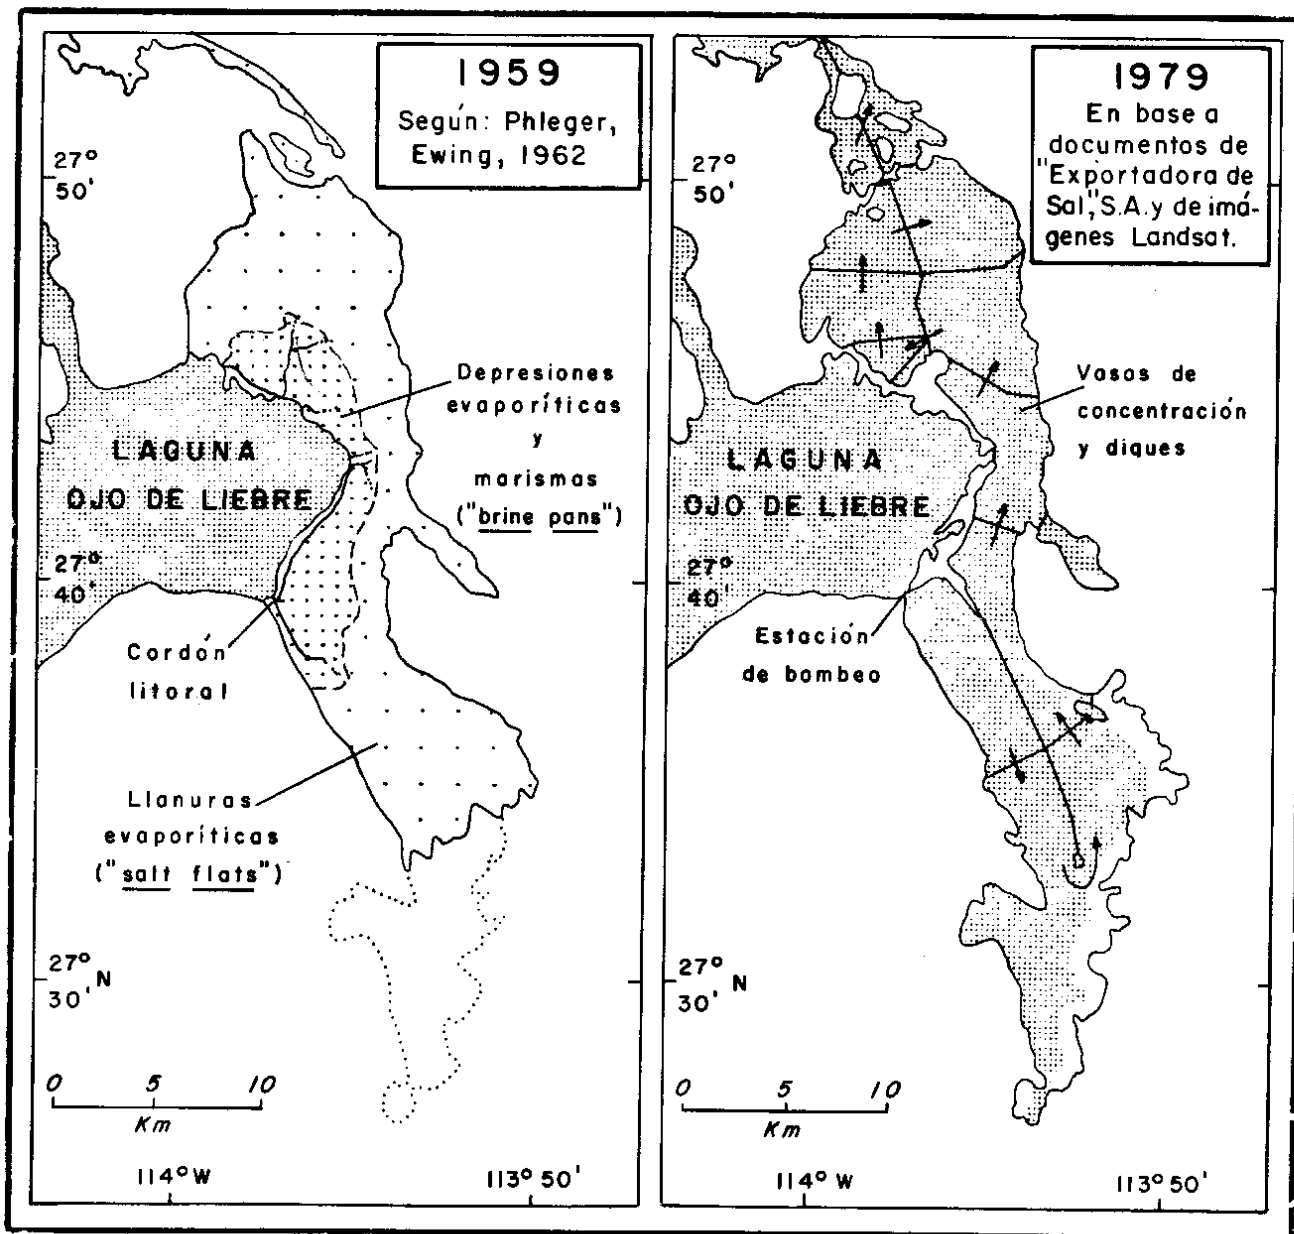 1959
Según: Phleger,
Ewing, 1962
27°
50'
Depresiones
evaporíticas
y
marismas
("brine pans")
LAGUNA
OJO DE LIEBRE
27°
40'
Cordón
litoral
Llanuras
evaporíticas
("salt flats")
27° N
30'
0 5 10
Km
114° W 113° 50'
1979
En base a
documentos de
"Exportadora de
Sal," S.A. y de imá-
genes Landsat.
27°
50'
Vasos de
concentración
y diques
LAGUNA
OJO DE LIEBRE
27°
40'
Estación
de bombeo
27° N
30'
0 5 10
Km
114° W 113° 50'